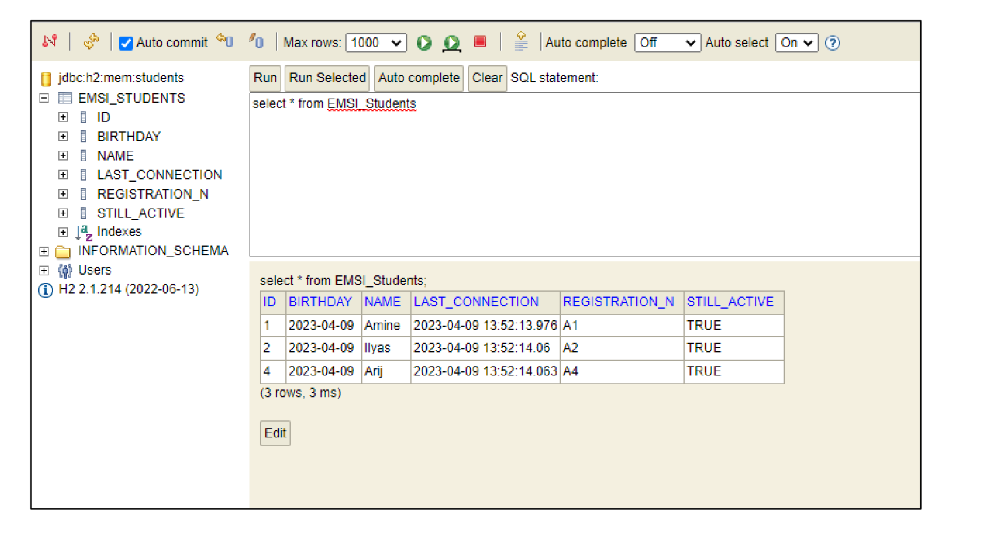 Auto commit Max rows: 1000 Auto complete Off Auto select On ?
jdbc:h2:mem:students
EMSI_STUDENTS
ID
BIRTHDAY
NAME
LAST_CONNECTION
REGISTRATION_N
STILL_ACTIVE
Indexes
INFORMATION_SCHEMA
Users
H2 2.1.214 (2022-06-13)
Run Run Selected Auto complete Clear SQL statement:
select * from EMSI_Students
select * from EMSI_Students;
ID BIRTHDAY NAME LAST_CONNECTION REGISTRATION_N STILL_ACTIVE
1 2023-04-09 Amine 2023-04-09 13:52:13.976 A1 TRUE
2 2023-04-09 Ilyas 2023-04-09 13:52:14.06 A2 TRUE
4 2023-04-09 Arij 2023-04-09 13:52:14.063 A4 TRUE
(3 rows, 3 ms)
Edit